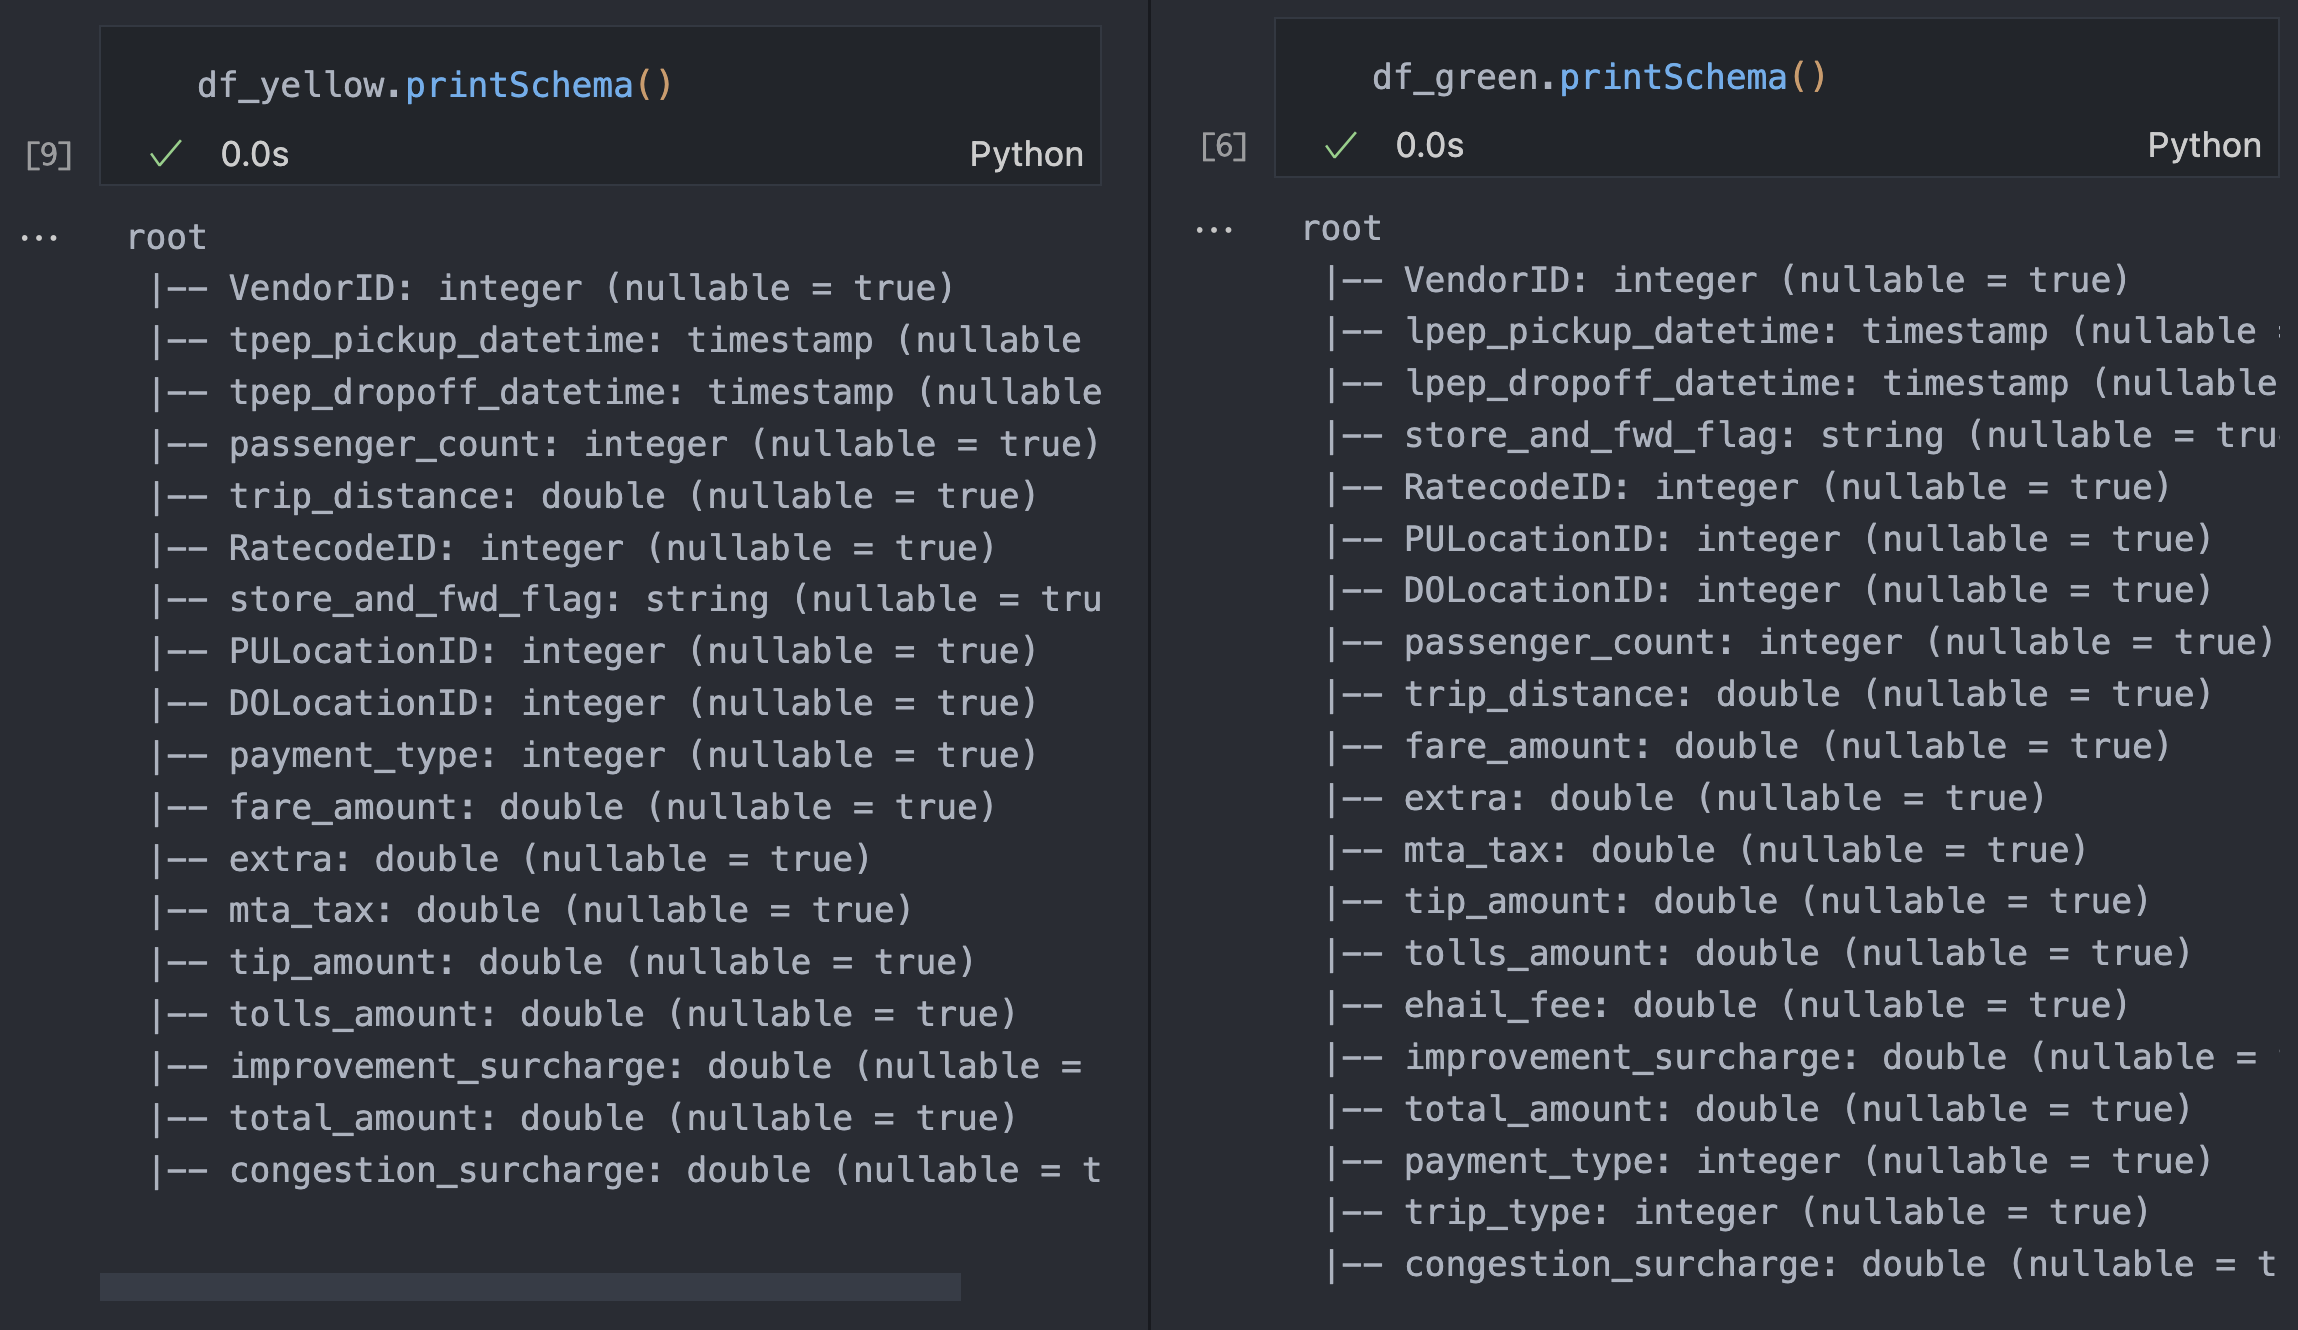 df_yellow.printSchema()
[9]
0.0s
Python
...
root
|-- VendorID: integer (nullable = true)
|-- tpep_pickup_datetime: timestamp (nullable
|-- tpep_dropoff_datetime: timestamp (nullable
|-- passenger_count: integer (nullable = true)
|-- trip_distance: double (nullable = true)
|-- RatecodeID: integer (nullable = true)
|-- store_and_fwd_flag: string (nullable = tru
|-- PULocationID: integer (nullable = true)
|-- DOLocationID: integer (nullable = true)
|-- payment_type: integer (nullable = true)
|-- fare_amount: double (nullable = true)
|-- extra: double (nullable = true)
|-- mta_tax: double (nullable = true)
|-- tip_amount: double (nullable = true)
|-- tolls_amount: double (nullable = true)
|-- improvement_surcharge: double (nullable =
|-- total_amount: double (nullable = true)
|-- congestion_surcharge: double (nullable = t
df_green.printSchema()
[6]
0.0s
Python
...
root
|-- VendorID: integer (nullable = true)
|-- lpep_pickup_datetime: timestamp (nullable =
|-- lpep_dropoff_datetime: timestamp (nullable
|-- store_and_fwd_flag: string (nullable = tru
|-- RatecodeID: integer (nullable = true)
|-- PULocationID: integer (nullable = true)
|-- DOLocationID: integer (nullable = true)
|-- passenger_count: integer (nullable = true)
|-- trip_distance: double (nullable = true)
|-- fare_amount: double (nullable = true)
|-- extra: double (nullable = true)
|-- mta_tax: double (nullable = true)
|-- tip_amount: double (nullable = true)
|-- tolls_amount: double (nullable = true)
|-- ehail_fee: double (nullable = true)
|-- improvement_surcharge: double (nullable =
|-- total_amount: double (nullable = true)
|-- payment_type: integer (nullable = true)
|-- trip_type: integer (nullable = true)
|-- congestion_surcharge: double (nullable = t